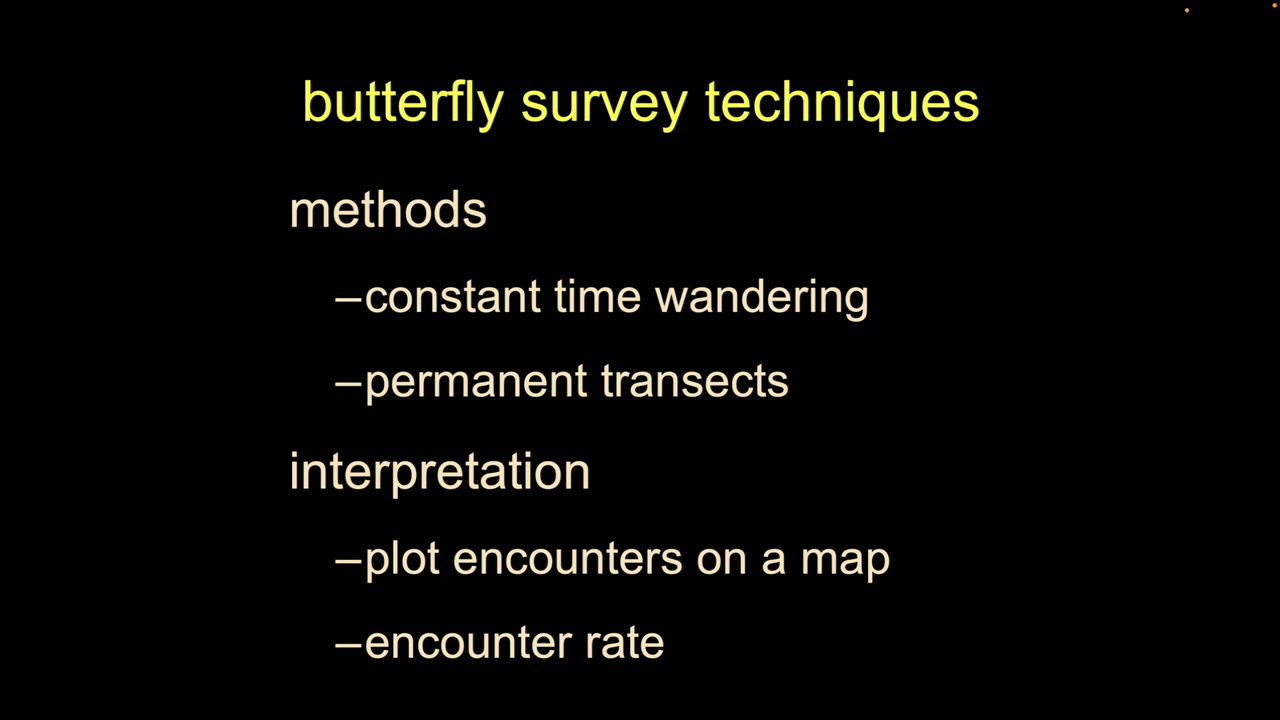 butterfly survey techniques
methods
–constant time wandering
–permanent transects
interpretation
–plot encounters on a map
–encounter rate